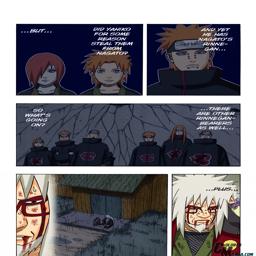 ...BUT...
DID YAHIKO
FOR SOME
REASON
STEAL THEM
FROM
NAGATO?
AND YET
HE HAS
NAGATO'S
RINNE-
GAN...
SO
WHAT'S
GOING
ON?
...THERE
ARE OTHER
RINNEGAN-
BEARERS
AS WELL...
...PLUS...